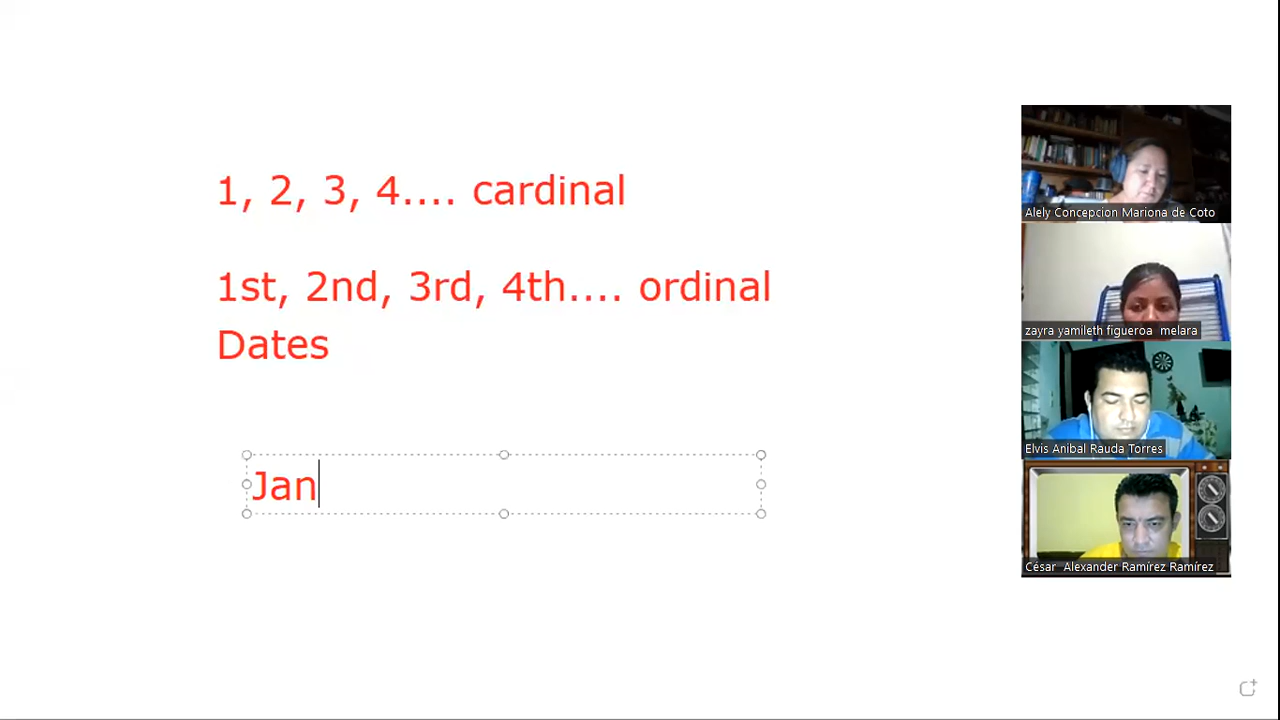 1, 2, 3, 4.... cardinal
1st, 2nd, 3rd, 4th.... ordinal
Dates
Jan
Alely Concepcion Mariona de Coto
zayra yamileth figueroa melara
Elvis Aníbal Rauda Torres
César Alexander Ramírez Ramírez